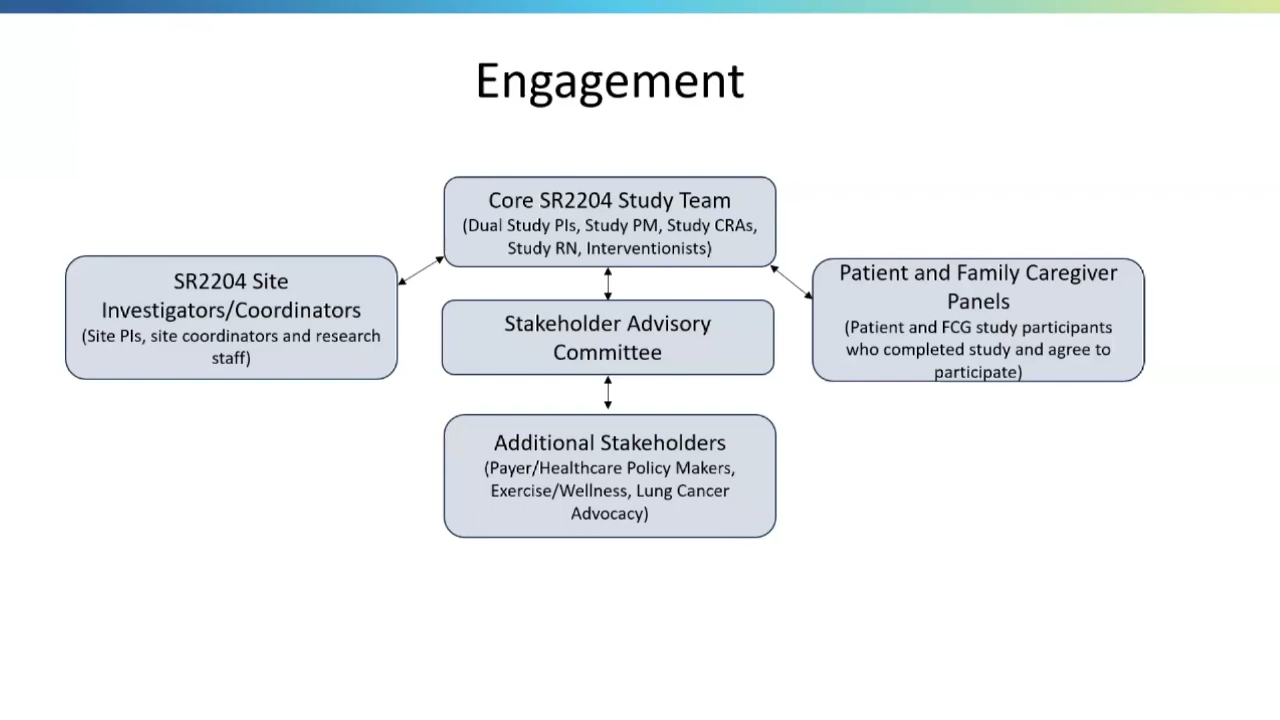 Engagement
Core SR2204 Study Team
(Dual Study PIs, Study PM, Study CRAs,
Study RN, Interventionists)
SR2204 Site
Investigators/Coordinators
(Site PIs, site coordinators and research
staff)
Stakeholder Advisory
Committee
Patient and Family Caregiver
Panels
(Patient and FCG study participants
who completed study and agree to
participate)
Additional Stakeholders
(Payer/Healthcare Policy Makers,
Exercise/Wellness, Lung Cancer
Advocacy)